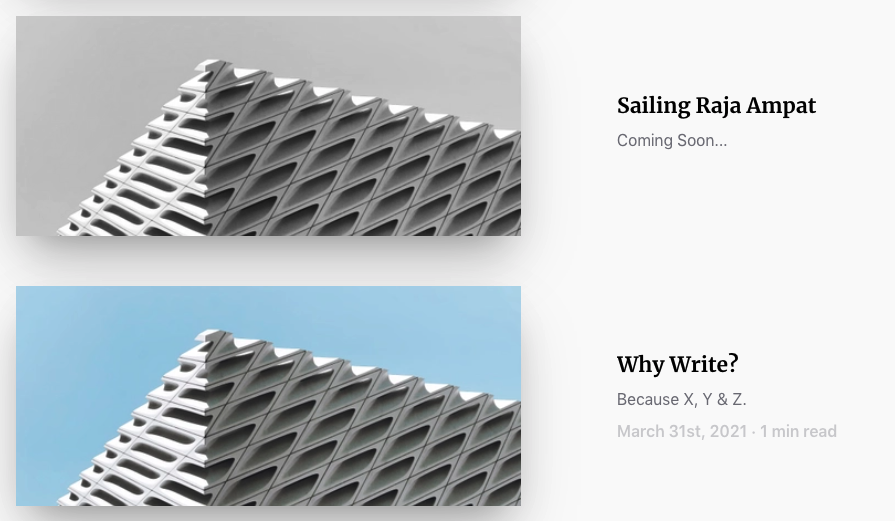 Sailing Raja Ampat
Coming Soon...
Why Write?
Because X, Y & Z.
March 31st, 2021 · 1 min read